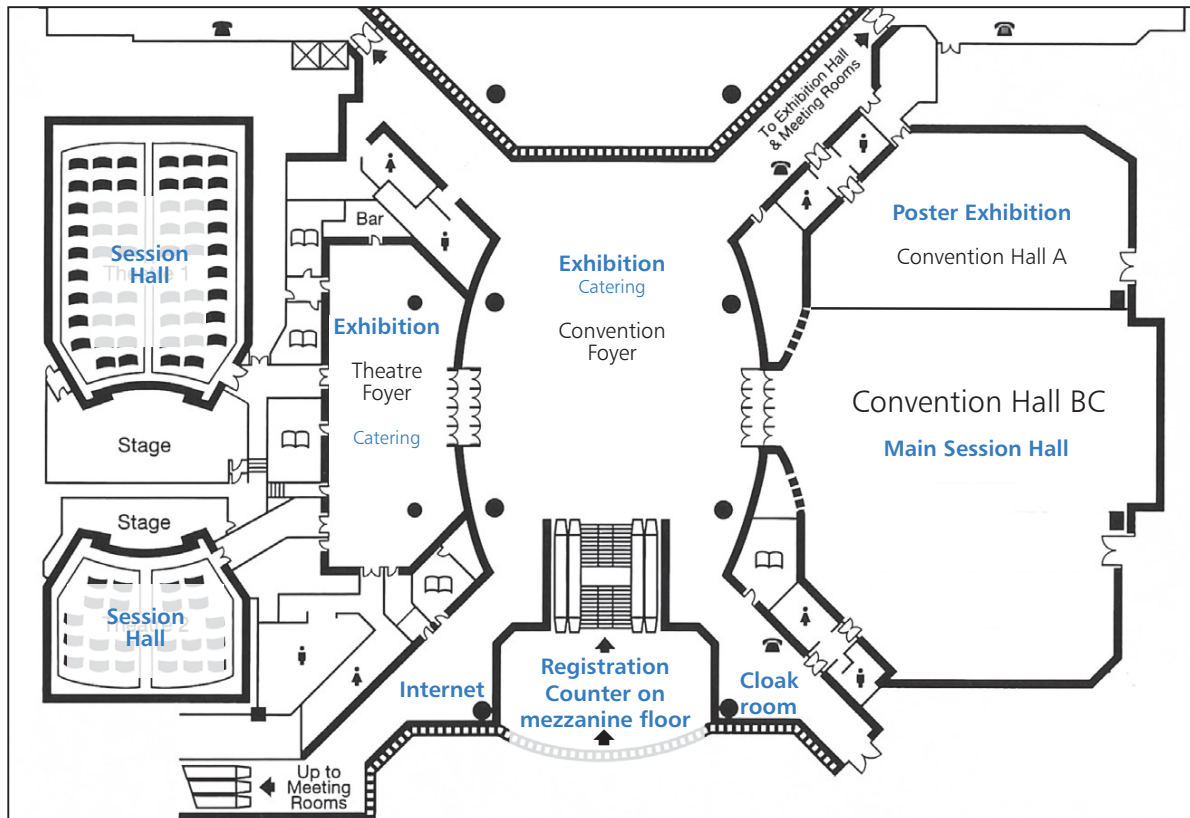 To Exhibition Hall
& Meeting Rooms
Poster Exhibition
Convention Hall A
Bar
Session
Hall
Theatre 1
Exhibition
Catering
Convention
Foyer
Exhibition
Theatre
Foyer
Catering
Convention Hall BC
Main Session Hall
Stage
Stage
Session
Hall
Theatre 2
Internet
Registration
Counter on
mezzanine floor
Cloak
room
Up to
Meeting
Rooms